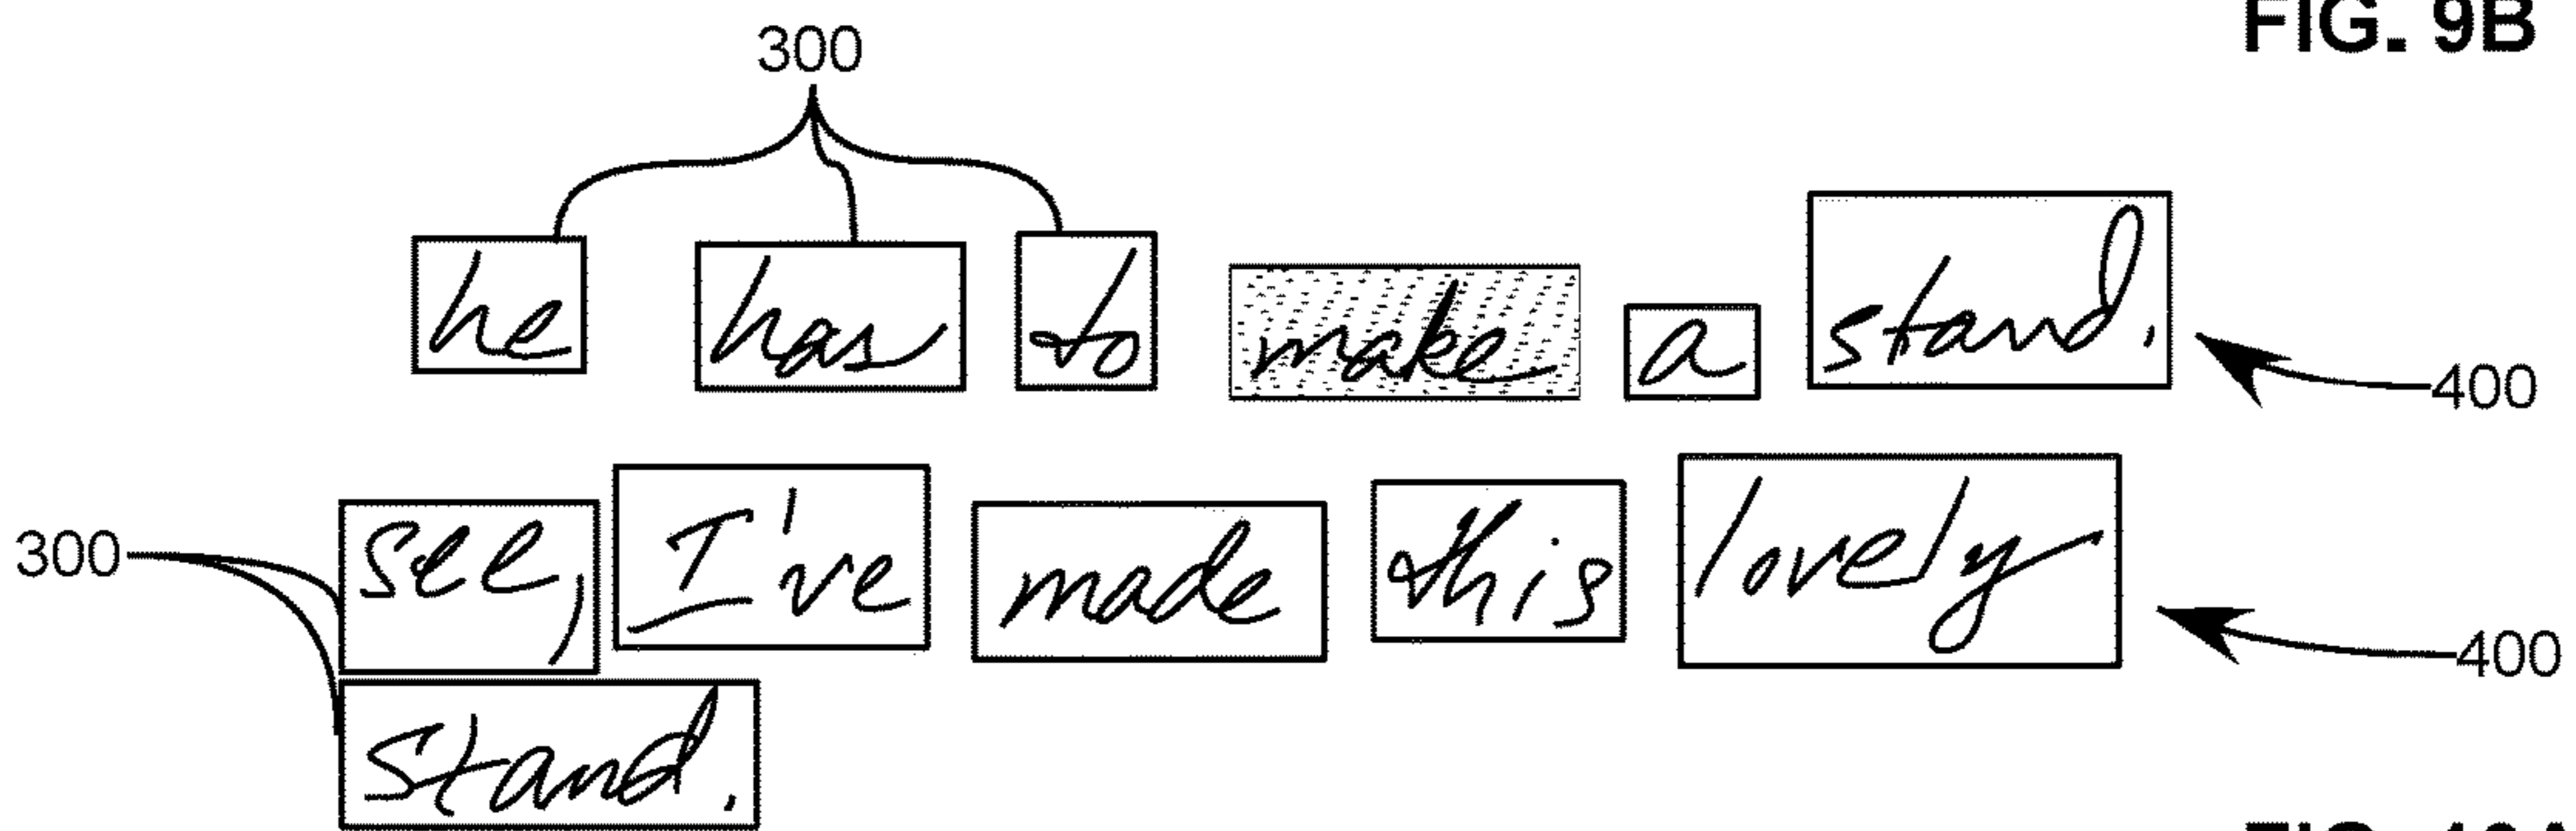 FIG. 9B
300
he has to make a stand.
400
see, I've made this lovely
300
400
stand.